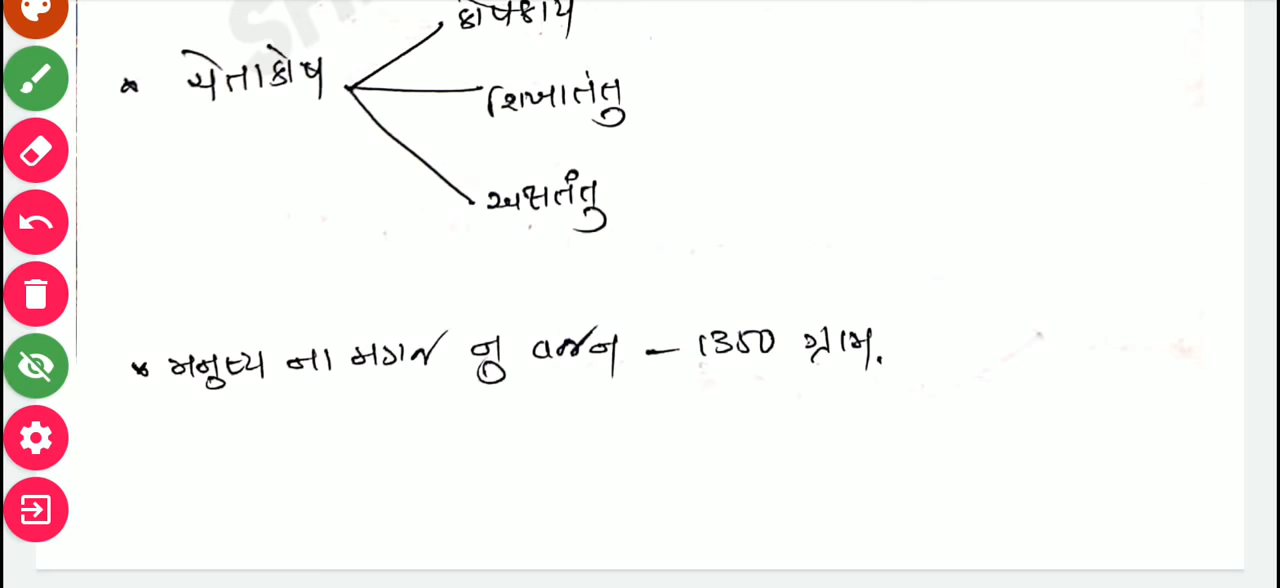 કોષકાય
* ચેતાકોષ
શિખાતંતુ
અક્ષતંતુ
* મનુષ્ય ના મગજ નુ વજન - 1350 ગ્રામ.